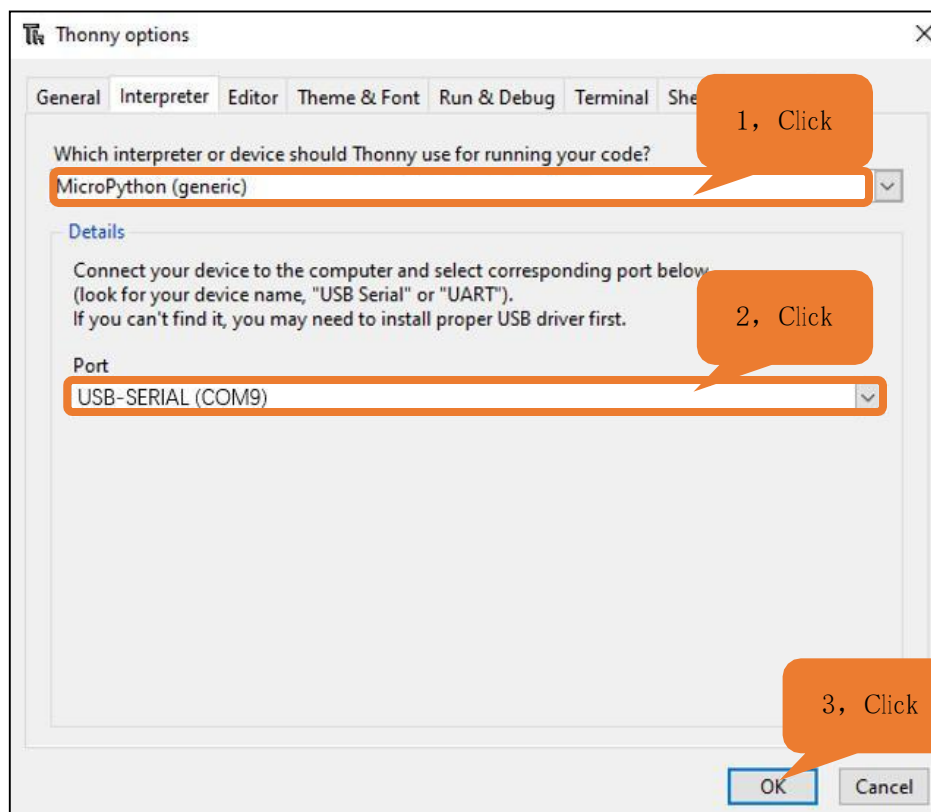 Thonny options
General Interpreter Editor Theme & Font Run & Debug Terminal She
1，Click
Which interpreter or device should Thonny use for running your code?
MicroPython (generic)
Details
Connect your device to the computer and select corresponding port below
(look for your device name, "USB Serial" or "UART").
If you can't find it, you may need to install proper USB driver first.
2，Click
Port
USB-SERIAL (COM9)
3，Click
OK Cancel